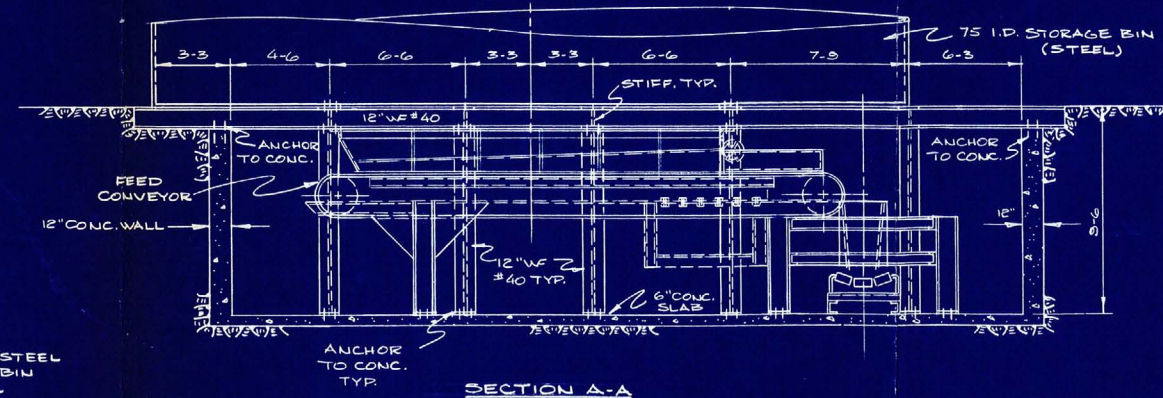 75 I.D. STORAGE BIN
(STEEL)
3-3 4-6 6-6 3-3 3-3 6-6 7-9 6-3
STIFF. TYP.
12" WF #40
ANCHOR
TO CONC.
ANCHOR
TO CONC.
FEED
CONVEYOR
12" CONC. WALL
12"
9-6
12" WF
#40 TYP.
6" CONC.
SLAB
ANCHOR
TO CONC.
TYP.
STEEL
BIN
SECTION A-A